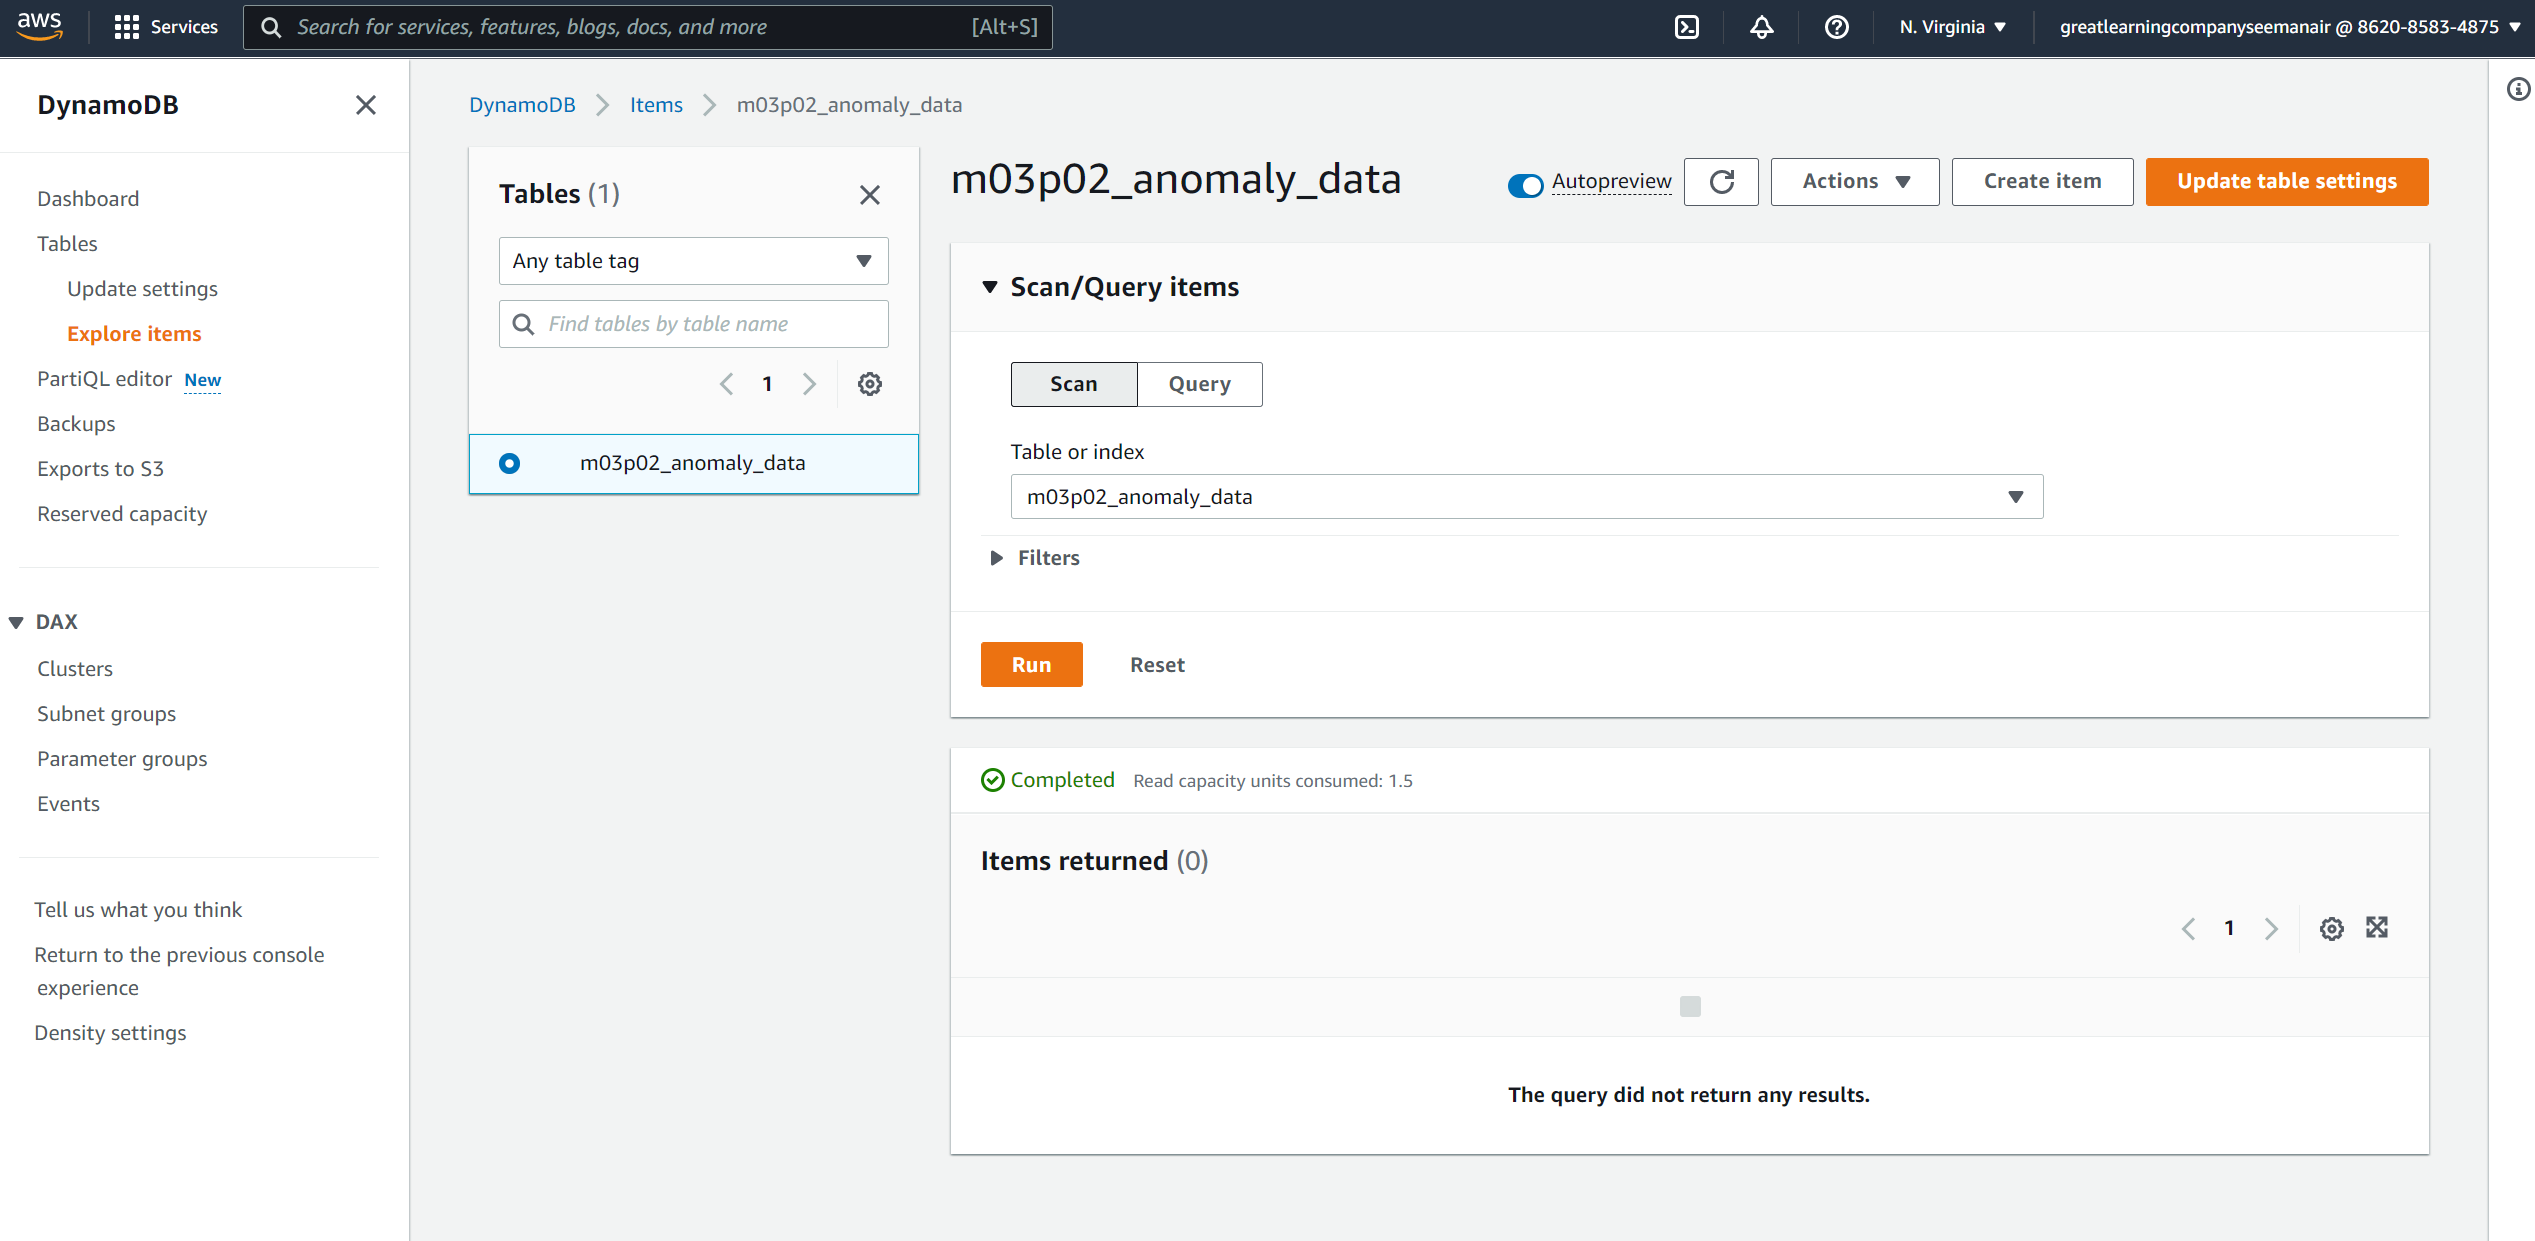 aws
Services
Search for services, features, blogs, docs, and more [Alt+S]
N. Virginia
greatlearningcompanyseemanair @ 8620-8583-4875
DynamoDB
Dashboard
Tables
Update settings
Explore items
PartiQL editor New
Backups
Exports to S3
Reserved capacity
DAX
Clusters
Subnet groups
Parameter groups
Events
Tell us what you think
Return to the previous console
experience
Density settings
DynamoDB
Items
m03p02_anomaly_data
Tables (1)
Any table tag
Find tables by table name
1
m03p02_anomaly_data
m03p02_anomaly_data
Autopreview
Actions
Create item
Update table settings
Scan/Query items
Scan
Query
Table or index
m03p02_anomaly_data
Filters
Run
Reset
Completed
Read capacity units consumed: 1.5
Items returned (0)
1
The query did not return any results.